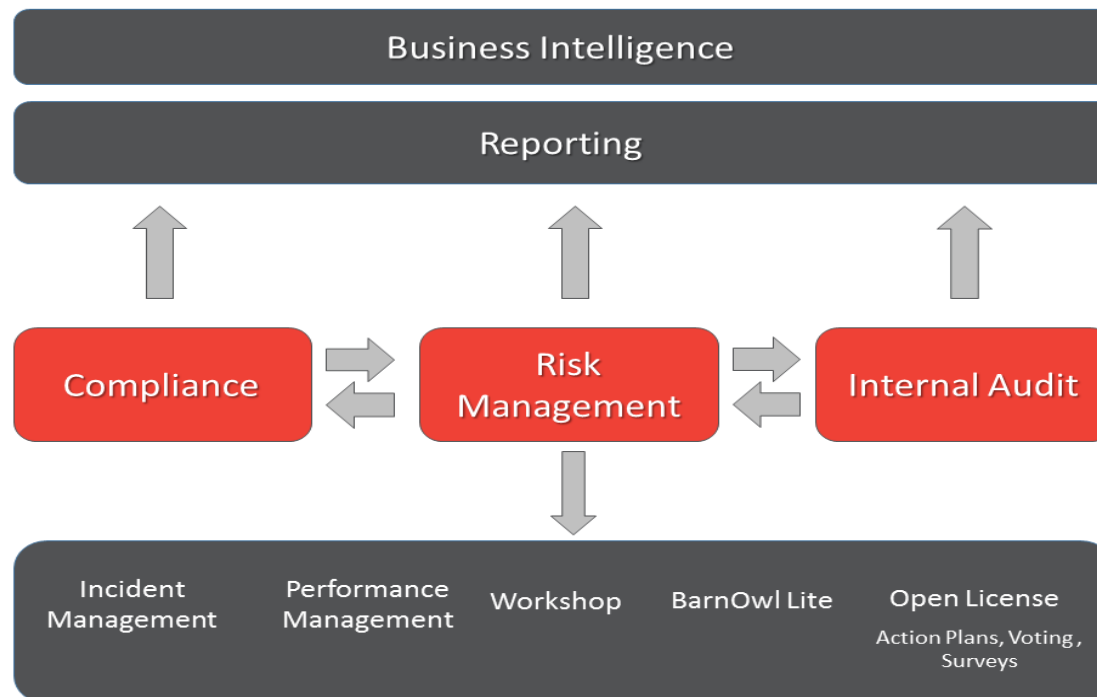 Business Intelligence
Reporting
Compliance
Risk
Management
Internal Audit
Incident
Management
Performance
Management
Workshop
BarnOwl Lite
Open License
Action Plans, Voting ,
Surveys